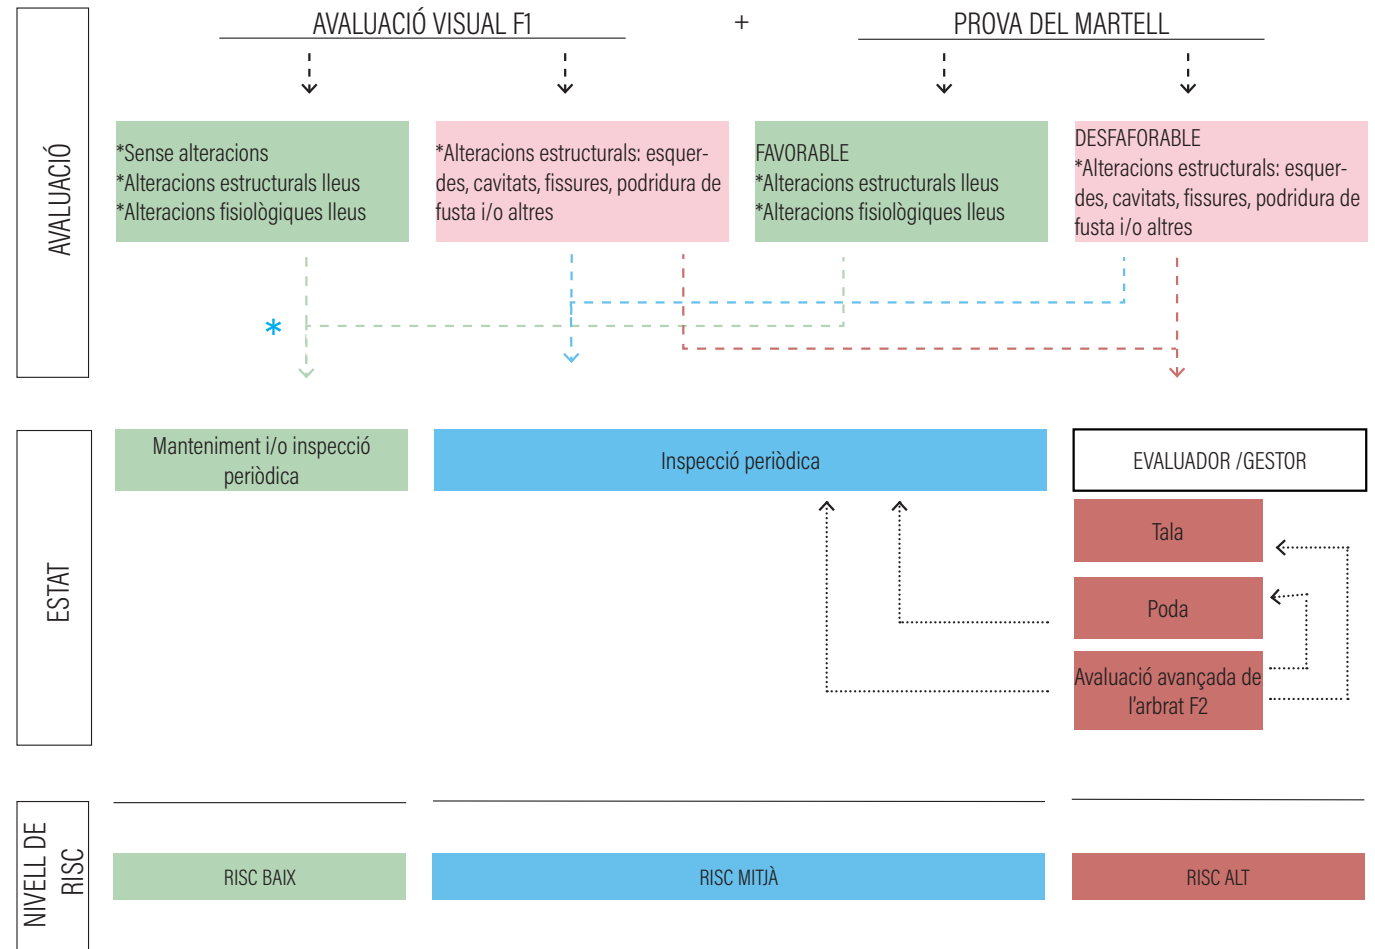 AVALUACIÓ VISUAL F1
+
PROVA DEL MARTELL
AVALUACIÓ
*Sense alteracions
*Alteracions estructurals lleus
*Alteracions fisiològiques lleus
*Alteracions estructurals: esquer-
des, cavitats, fissures, podridura de
fusta i/o altres
FAVORABLE
*Alteracions estructurals lleus
*Alteracions fisiològiques lleus
DESFAFORABLE
*Alteracions estructurals: esquer-
des, cavitats, fissures, podridura de
fusta i/o altres
*
ESTAT
Manteniment i/o inspecció
periòdica
Inspecció periòdica
EVALUADOR /GESTOR
Tala
Poda
Avaluació avançada de
l'arbrat F2
NIVELL DE
RISC
RISC BAIX
RISC MITJÀ
RISC ALT